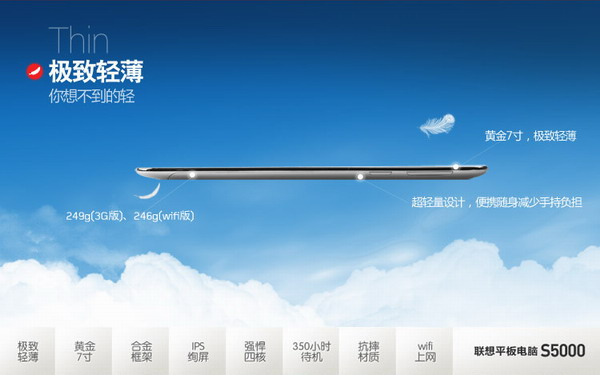 Thin
极致轻薄
你想不到的轻
黄金7寸，极致轻薄
超轻量设计，便携随身减少手持负担
249g(3G版)、246g(wifi版)
极致
轻薄
黄金
7寸
合金
框架
IPS
绚屏
强悍
四核
350小时
待机
抗摔
材质
wifi
上网
联想平板电脑 S5000